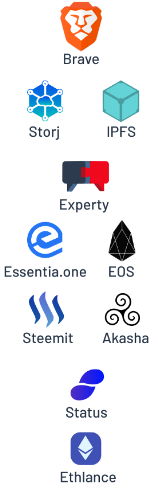 Brave
Storj IPFS
Experty
Essentia.one EOS
Steemit Akasha
Status
Ethlance